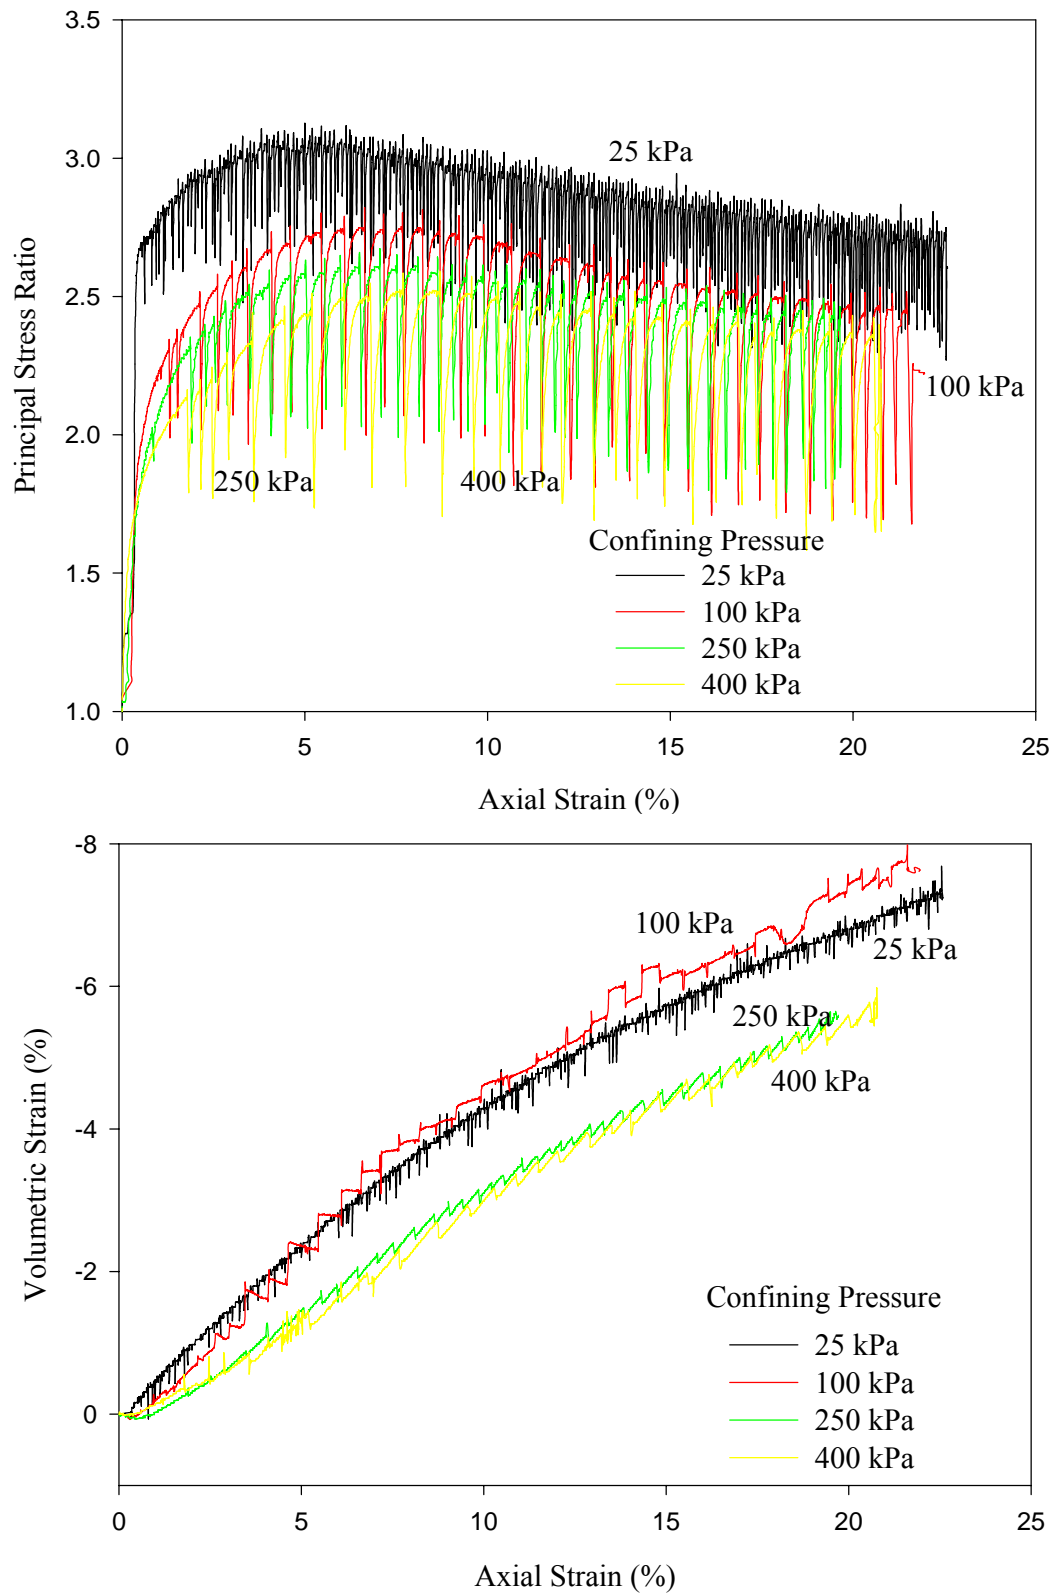 3.5
3.0
2.5
2.0
1.5
1.0
Principal Stress Ratio
25 kPa
100 kPa
250 kPa
400 kPa
Confining Pressure
25 kPa
100 kPa
250 kPa
400 kPa
0
5
10
15
20
25
Axial Strain (%)
-8
-6
-4
-2
0
Volumetric Strain (%)
100 kPa
25 kPa
250 kPa
400 kPa
Confining Pressure
25 kPa
100 kPa
250 kPa
400 kPa
0
5
10
15
20
25
Axial Strain (%)